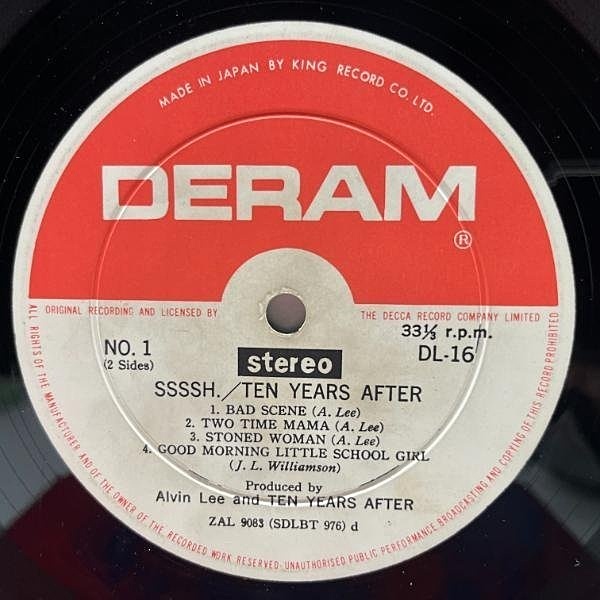 MADE IN JAPAN BY KING RECORD CO. LTD.
DERAM
®
ORIGINAL RECORDING AND LICENSED BY THE DECCA RECORD COMPANY LIMITED
33⅓ r.p.m.
NO. 1
DL-16
(2 Sides)
stereo
SSSSH./TEN YEARS AFTER
1. BAD SCENE (A. Lee)
2. TWO TIME MAMA (A. Lee)
3. STONED WOMAN (A. Lee)
4. GOOD MORNING LITTLE SCHOOL GIRL
(J. L. Williamson)
Produced by
Alvin Lee and TEN YEARS AFTER
ZAL 9083 (SDLBT 976) d
ALL RIGHTS OF THE MANUFACTURER AND OF THE OWNER OF THE RECORDED WORK RESERVED UNAUTHORISED PUBLIC PERFORMANCE BROADCASTING AND COPYING OF THIS RECORD PROHIBITED